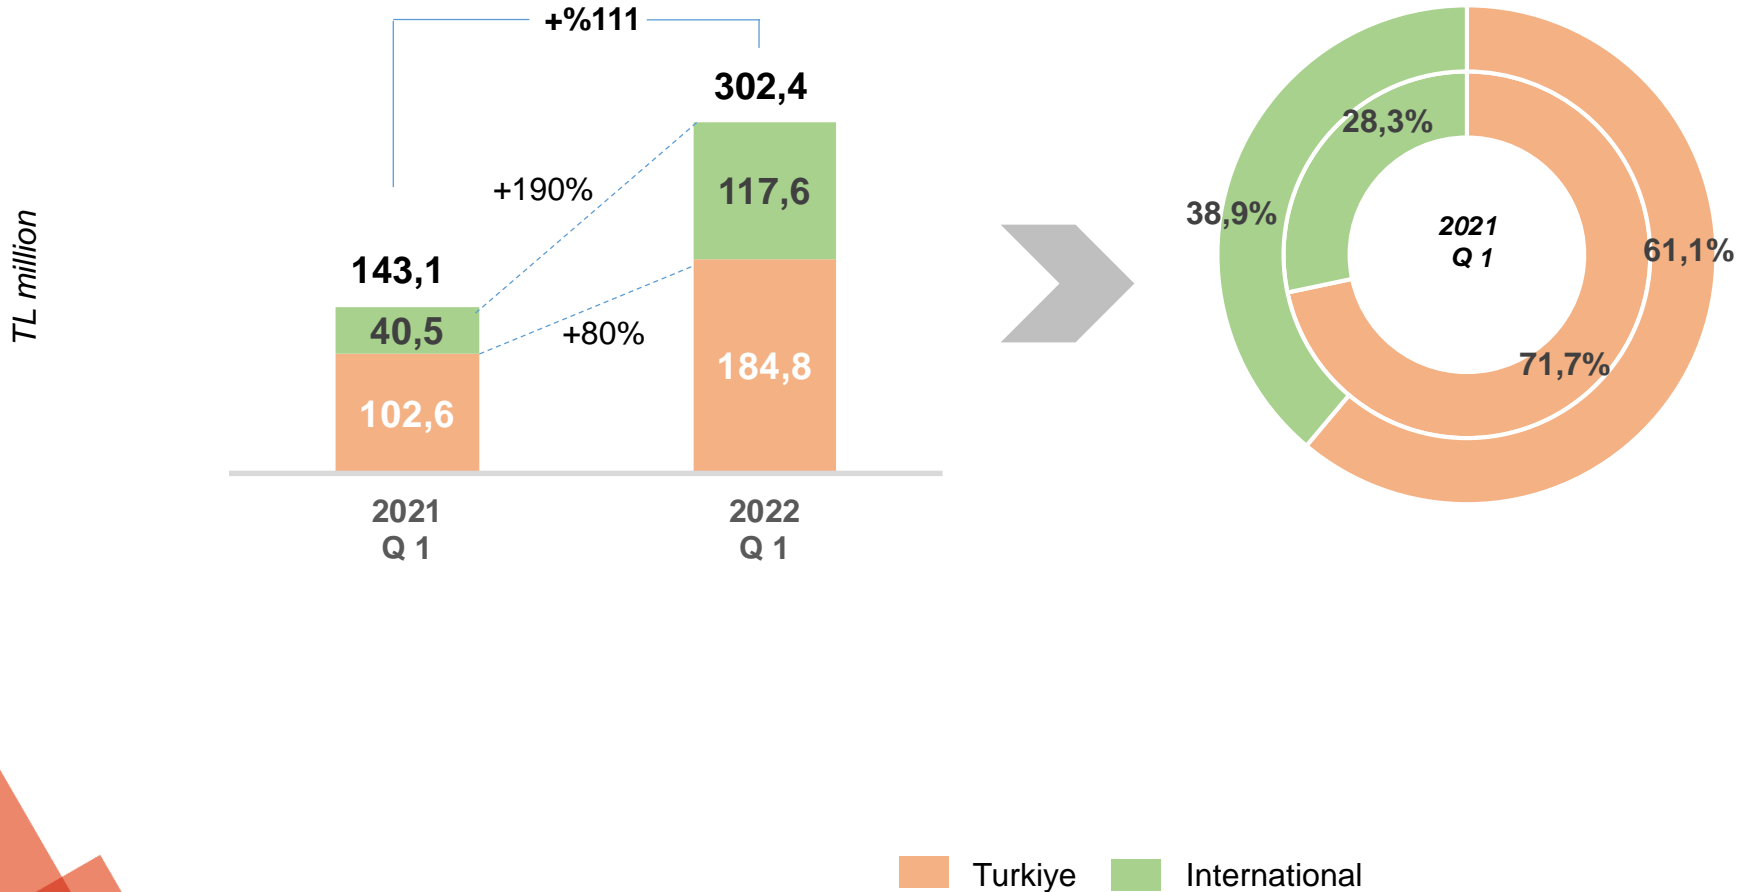 TL million
+%111
302,4
+190%
117,6
143,1
40,5
+80%
184,8
102,6
2021
Q 1
2022
Q 1
28,3%
38,9%
2021
Q 1
61,1%
71,7%
Turkiye
International